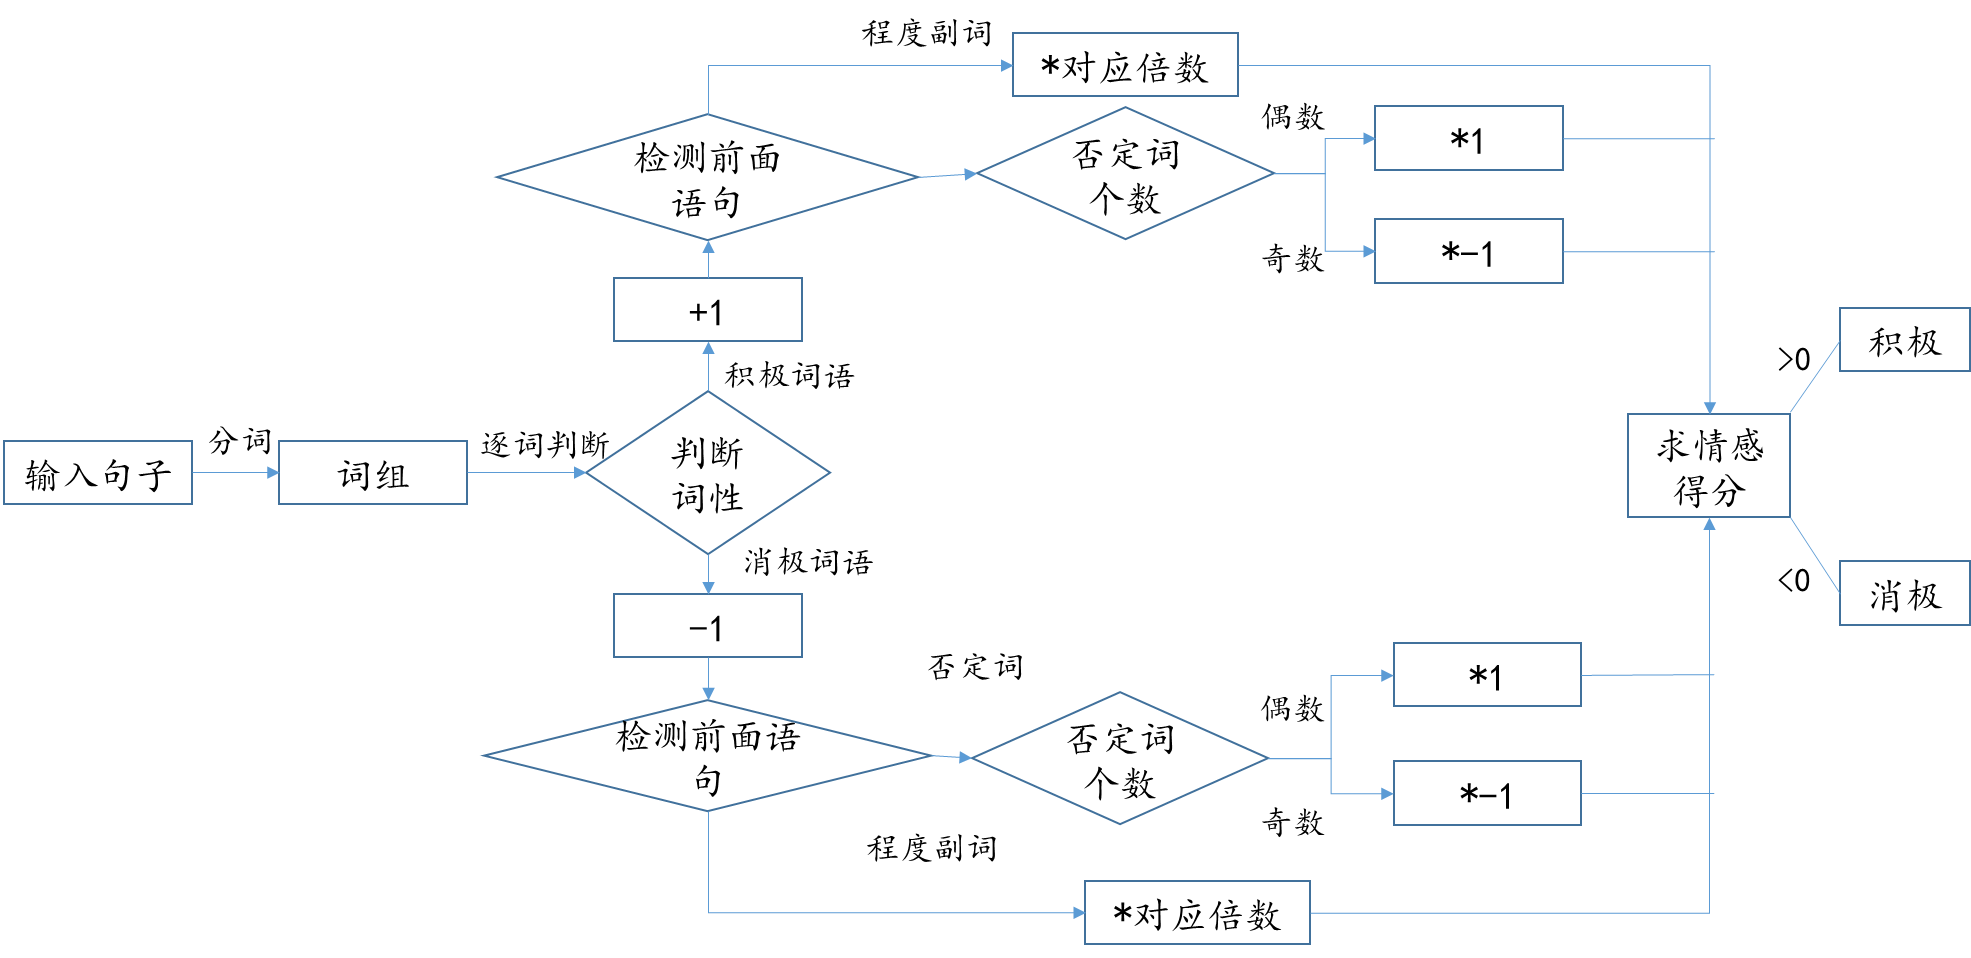 程度副词
*对应倍数
检测前面
语句
否定词
个数
偶数
*1
奇数
*-1
+1
积极词语
输入句子
分词
词组
逐词判断
判断
词性
求情感
得分
>0
积极
<0
消极
消极词语
-1
否定词
检测前面语
句
否定词
个数
偶数
*1
奇数
*-1
程度副词
*对应倍数